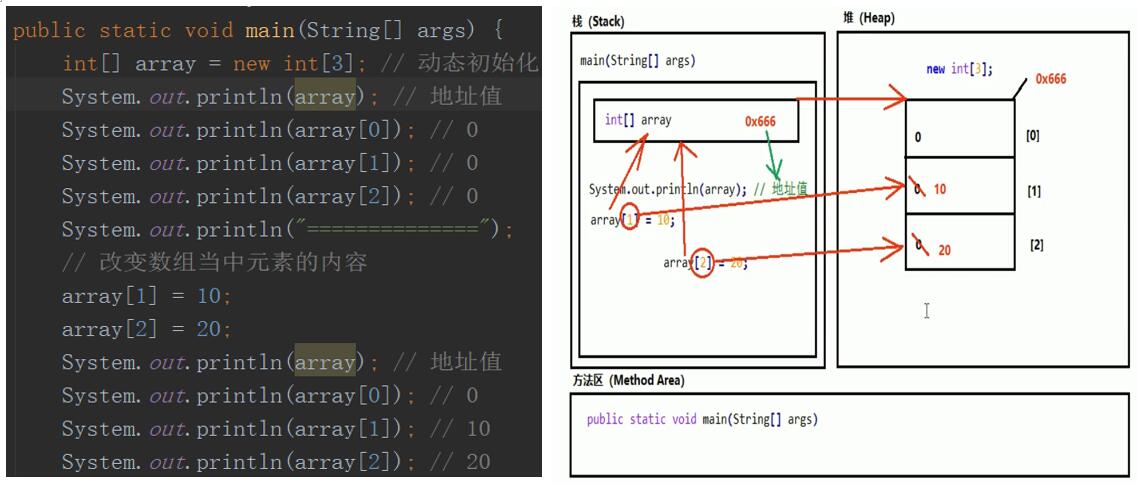 public static void main(String[] args) {
int[] array = new int[3]; // 动态初始化
System.out.println(array); // 地址值
System.out.println(array[0]); // 0
System.out.println(array[1]); // 0
System.out.println(array[2]); // 0
System.out.println("==============");
// 改变数组当中元素的内容
array[1] = 10;
array[2] = 20;
System.out.println(array); // 地址值
System.out.println(array[0]); // 0
System.out.println(array[1]); // 10
System.out.println(array[2]); // 20
栈 (Stack)
main(String[] args)
int[] array 0x666
System.out.println(array); // 地址值
array[1] = 10;
array[2] = 20;
堆 (Heap)
new int[3];
0x666
0 [0]
0 10 [1]
0 20 [2]
方法区 (Method Area)
public static void main(String[] args)